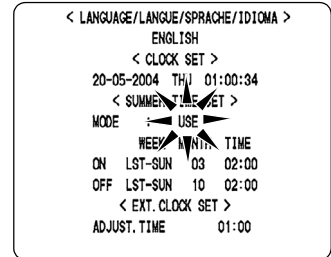 < LANGUAGE/LANGUE/SPRACHE/IDIOMA >
ENGLISH
< CLOCK SET >
20-05-2004 THU 01:00:34
< SUMMER TIME SET >
MODE : USE
WEEK MONTH TIME
ON LST-SUN 03 02:00
OFF LST-SUN 10 02:00
< EXT.CLOCK SET >
ADJUST.TIME 01:00